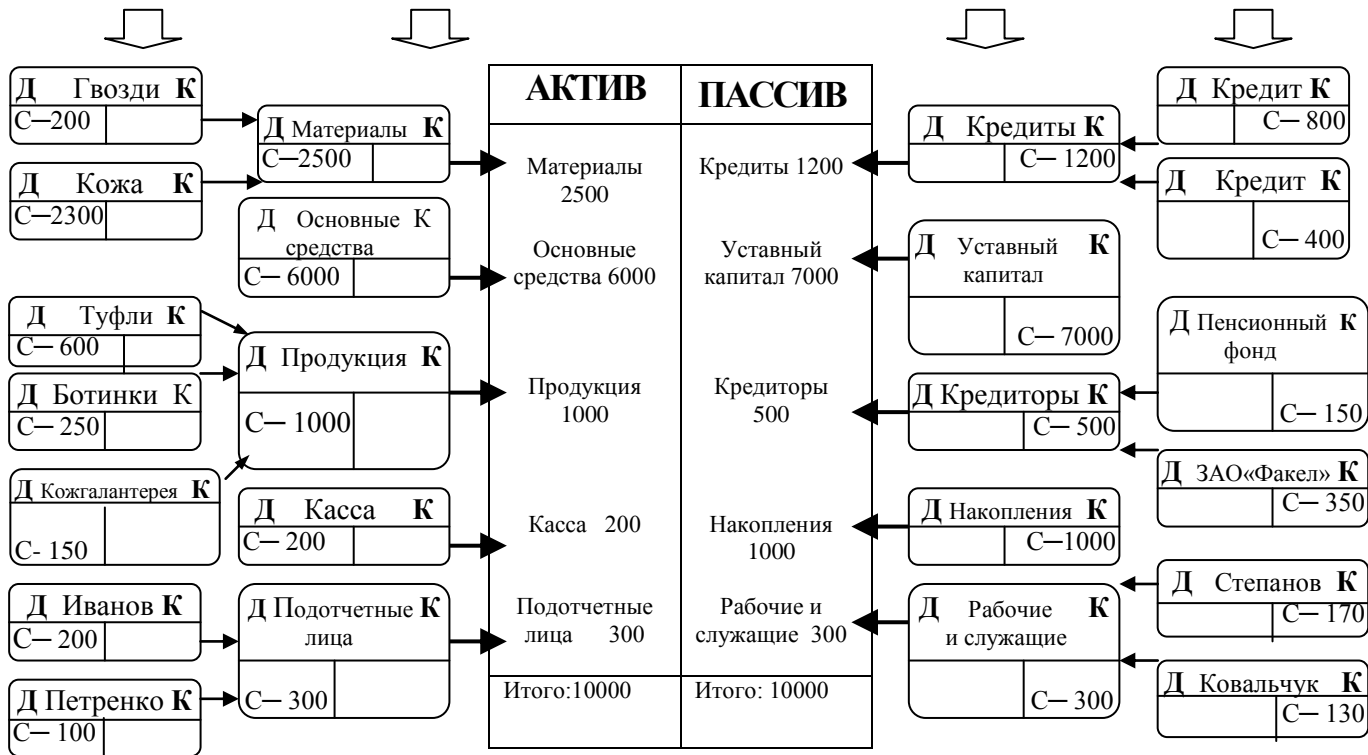 Д Гвозди К
С—200
Д Кожа К
С—2300
Д Туфли К
С— 600
Д Ботинки К
С— 250
Д Кожгалантерея К
С- 150
Д Иванов К
С— 200
Д Петренко К
С— 100
Д Материалы К
С—2500
Д Основные К
средства
С— 6000
Д Продукция К
С— 1000
Д Касса К
С— 200
Д Подотчетные К
лица
С— 300
АКТИВ
Материалы
2500
Основные
средства 6000
Продукция
1000
Касса 200
Подотчетные
лица 300
Итого:10000
ПАССИВ
Кредиты 1200
Уставный
капитал 7000
Кредиторы
500
Накопления
1000
Рабочие и
служащие 300
Итого: 10000
Д Кредиты К
С— 1200
Д Уставный К
капитал
С— 7000
Д Кредиторы К
С— 500
Д Накопления К
С—1000
Д Рабочие К
и служащие
С— 300
Д Кредит К
С— 800
Д Кредит К
С— 400
Д Пенсионный К
фонд
С— 150
Д ЗАО«Факел» К
С— 350
Д Степанов К
С— 170
Д Ковальчук К
С— 130